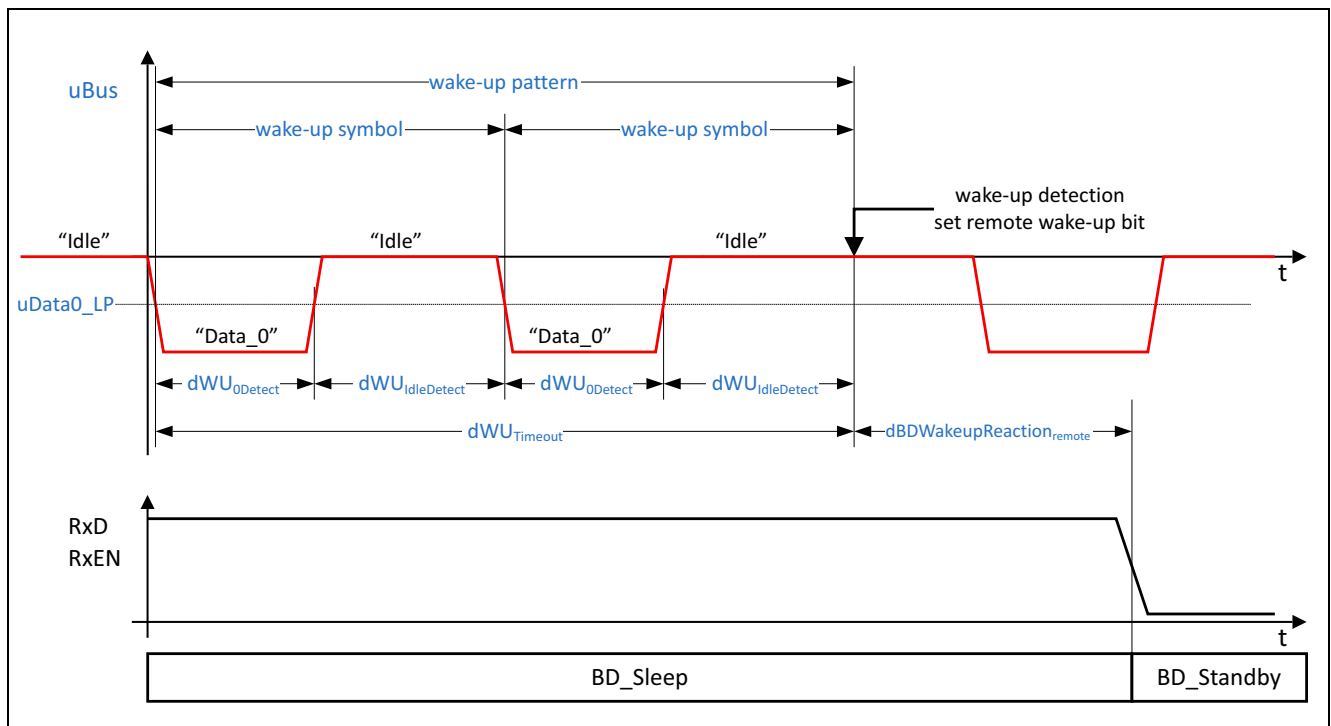 uBus
wake-up pattern
wake-up symbol
wake-up symbol
wake-up detection
set remote wake-up bit
“Idle”
“Idle”
“Idle”
t
uData0_LP
“Data_0”
“Data_0”
dWU0Detect
dWUIdleDetect
dWU0Detect
dWUIdleDetect
dWUTimeout
dBDWakeupReactionremote
RxD
RxEN
t
BD_Sleep
BD_Standby